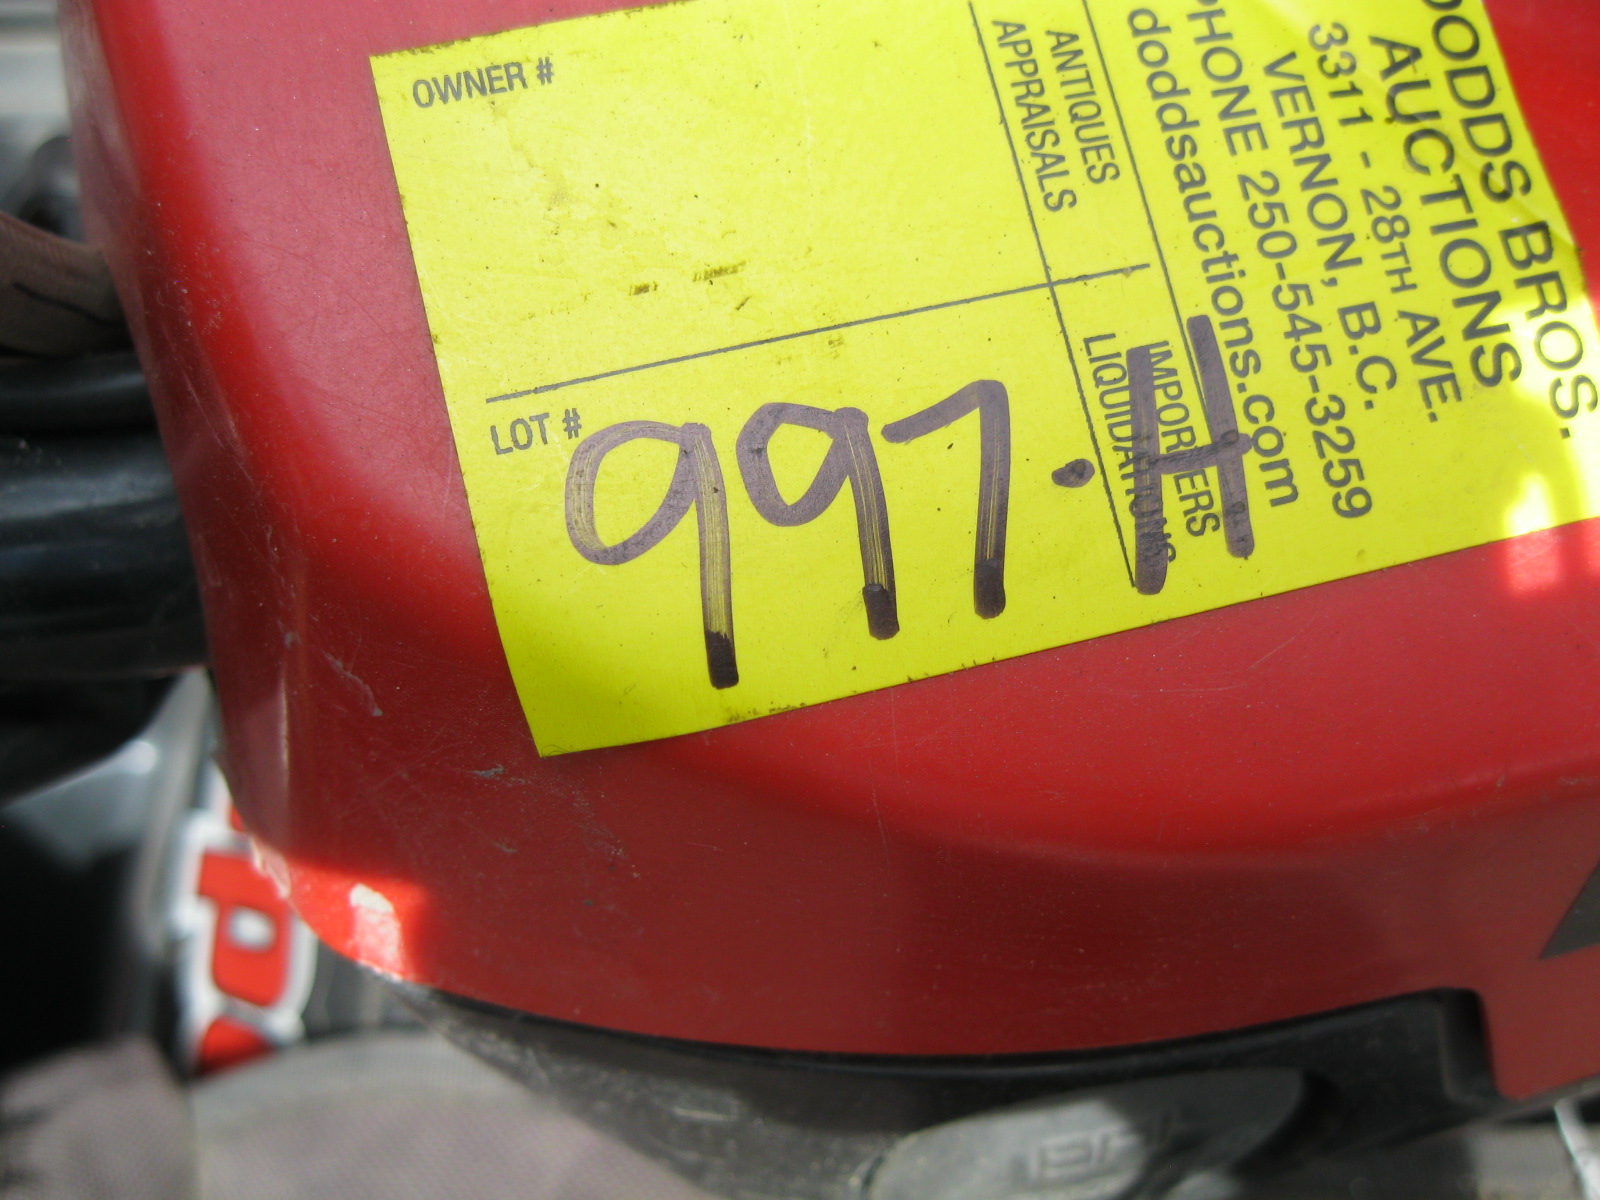 DODDS BROS.
AUCTIONS
3311 - 28TH AVE.
VERNON, B.C.
PHONE 250-545-3259
doddsauctions.com
ANTIQUES
APPRAISALS
IMPORTERS
LIQUIDATIONS
OWNER #
LOT #
997.H